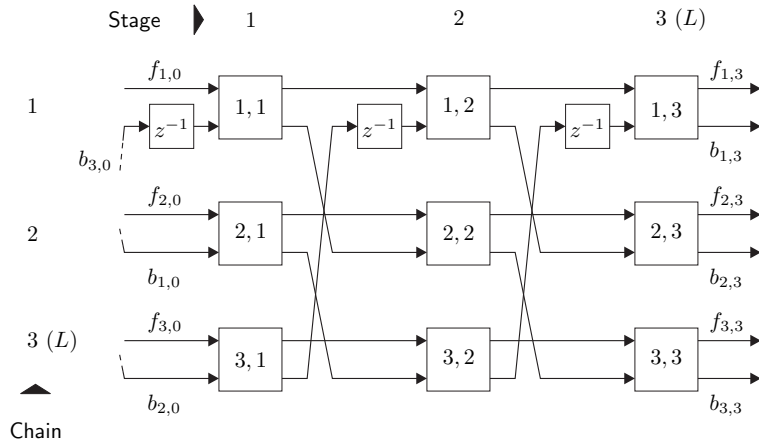 Stage 1 2 3 (L)
f1,0 f1,3
1 1, 1 1, 2 1, 3
z−1 z−1 z−1
b3,0 b1,3
f2,0 f2,3
2 2, 1 2, 2 2, 3
b1,0 b2,3
f3,0 f3,3
3 (L) 3, 1 3, 2 3, 3
b2,0 b3,3
Chain